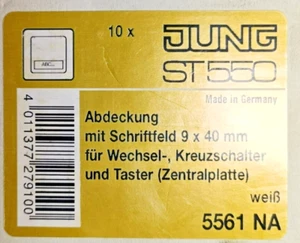 10 x
JUNG
ABC...
ST 550
Made in Germany
Abdeckung
mit Schriftfeld 9 x 40 mm
für Wechsel-, Kreuzschalter
und Taster (Zentralplatte)
weiß
5561 NA
4 011377 279100